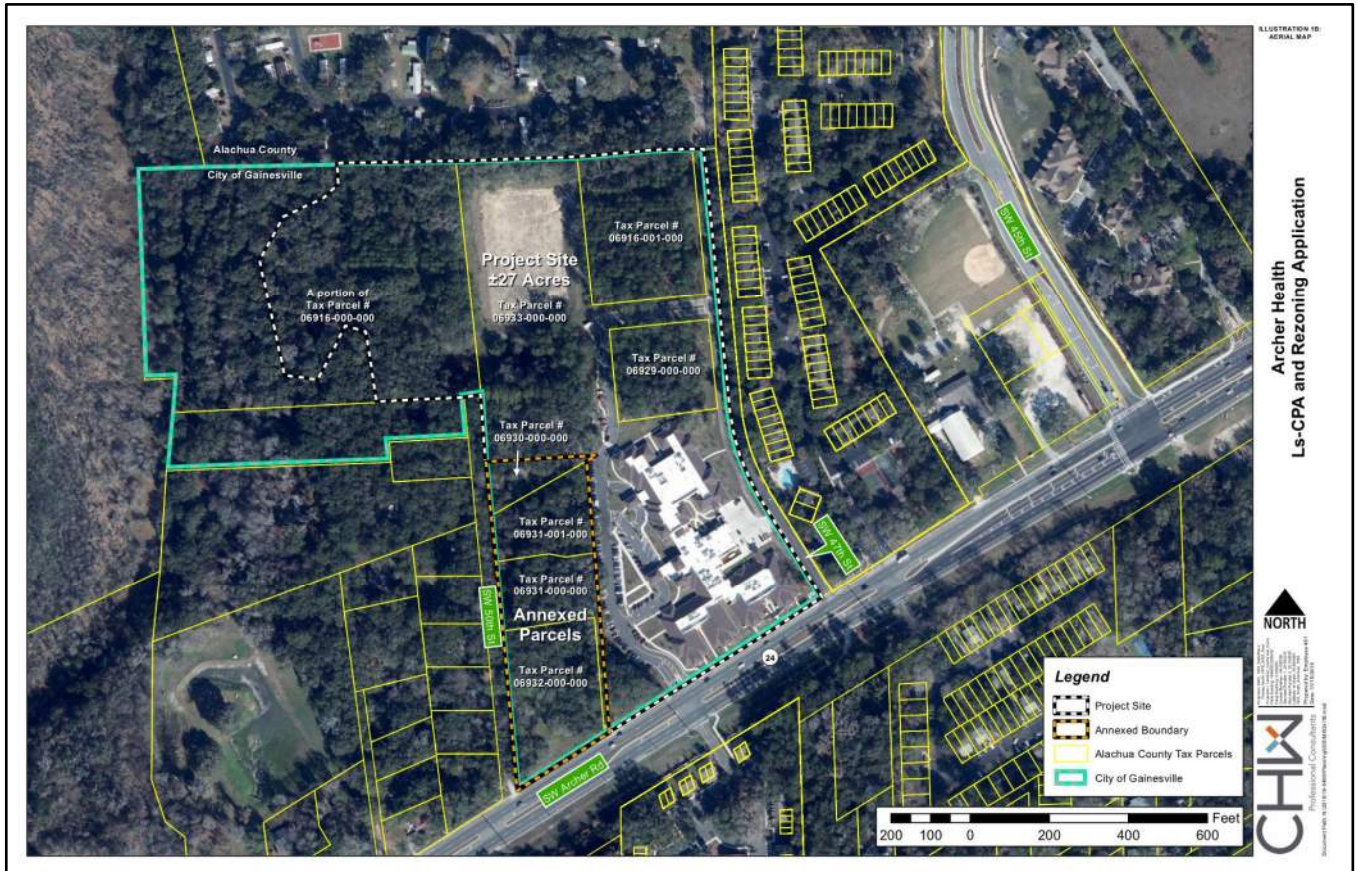 ILLUSTRATION 1B:
AERIAL MAP
Alachua County
City of Gainesville
Tax Parcel #
06916-001-000
Project Site
±27 Acres
Tax Parcel #
06933-000-000
A portion of
Tax Parcel #
06916-000-000
Tax Parcel #
06929-000-000
Tax Parcel #
06930-000-000
Tax Parcel #
06931-001-000
Tax Parcel #
06931-000-000
Annexed
Parcels
Tax Parcel #
06932-000-000
SW 45th St
SW 47th St
SW 50th St
SW Archer Rd
24
Legend
Project Site
Annexed Boundary
Alachua County Tax Parcels
City of Gainesville
200 100 0 200 400 600 Feet
Archer Health
Ls-CPA and Rezoning Application
NORTH
CHW
Professional Consultants